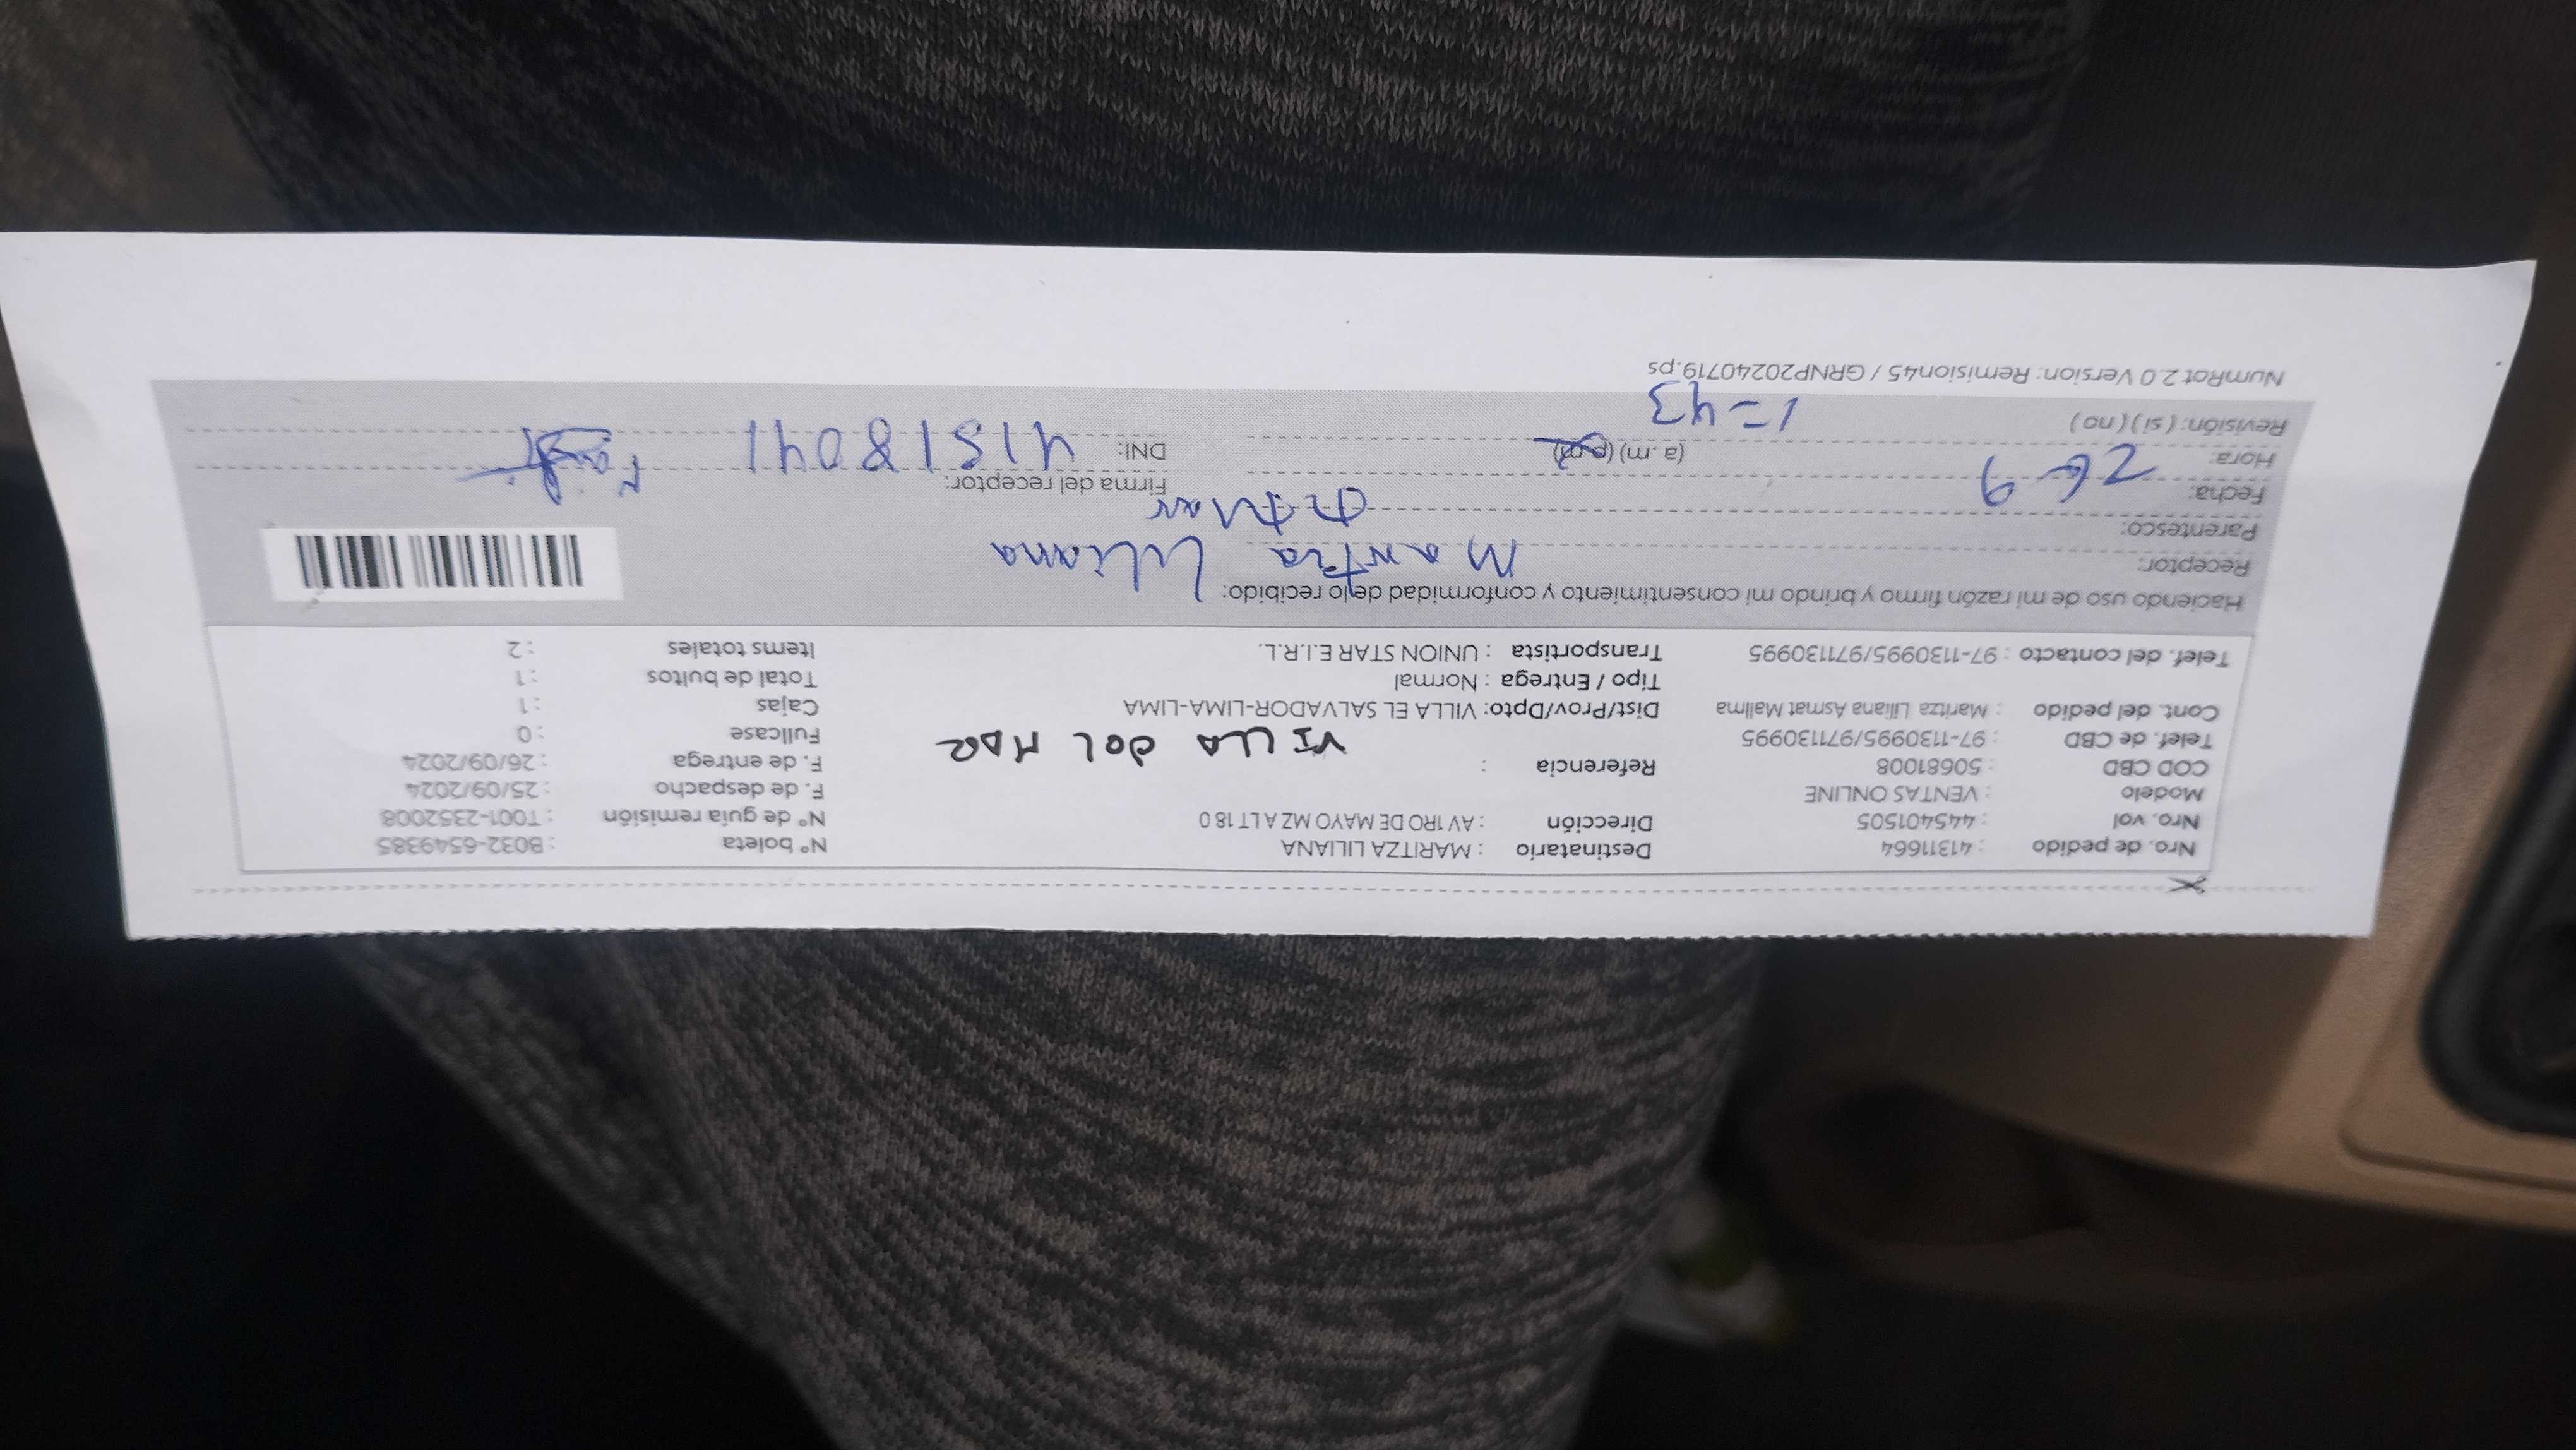 Nro. de pedido : 41311664 Destinatario : MARITZA LILIANA N° boleta : B032-6549385
Nro. vol : 445401505 Dirección : AV 1RO DE MAYO MZ A LT 18 0 N° de guía remisión : T001-2352008
Modelo : VENTAS ONLINE F. de despacho : 25/09/2024
COD CBD : 50681008 Referencia : F. de entrega : 26/09/2024
VILLA DEL MAR
Telef. de CBD : 97-1130995/971130995 Fullcase : 0
Cont. del pedido : Maritza Liliana Asmat Mallma Dist/Prov/Dpto: VILLA EL SALVADOR-LIMA-LIMA Cajas : 1
Tipo / Entrega : Normal Total de bultos : 1
Telef. del contacto : 97-1130995/971130995 Transportista : UNION STAR E.I.R.L. Items totales : 2
Haciendo uso de mi razón firmo y brindo mi consentimiento y conformidad de lo recibido:
Receptor: Liliana
Parentesco:
Fecha: 26 9 Firma del receptor:
Hora: (a. m) (p.m)
DNI: 41518041
Revisión: ( si ) ( no ) 1=43
NumRot 2.0 Version: Remision45 / GRNP20240719.ps